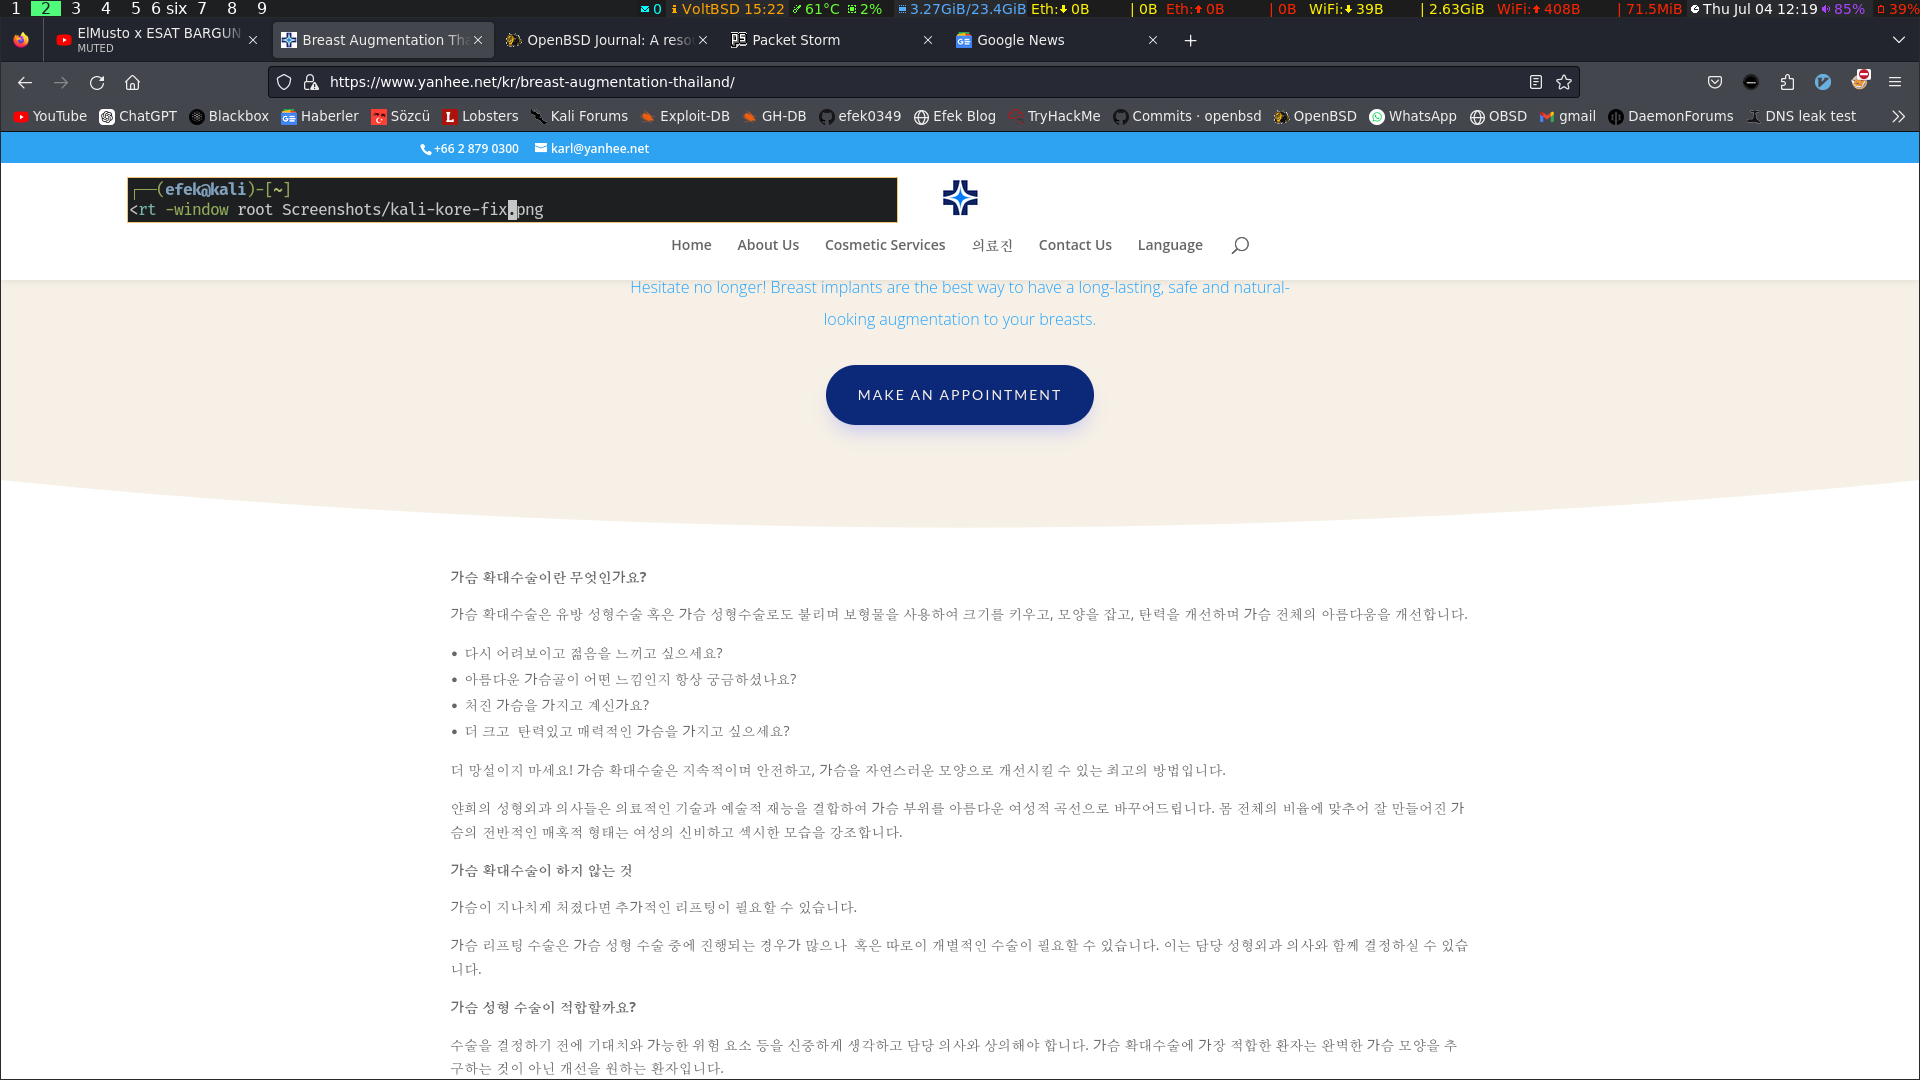 1 2 3 4 5 6 six 7 8 9 0 VoltBSD 15:22 61°C 2% 3.27GiB/23.4GiB Eth: 0B | 0B Eth: 0B | 0B WiFi: 39B | 2.63GiB WiFi: 408B | 71.5MiB Thu Jul 04 12:19 85% 39%
ElMusto x ESAT BARGUN
MUTED
Breast Augmentation Tha
OpenBSD Journal: A reso
Packet Storm
Google News
https://www.yanhee.net/kr/breast-augmentation-thailand/
YouTube ChatGPT Blackbox Haberler Sözcü Lobsters Kali Forums Exploit-DB GH-DB efek0349 Efek Blog TryHackMe Commits · openbsd OpenBSD WhatsApp OBSD gmail DaemonForums DNS leak test
+66 2 879 0300 karl@yanhee.net
┌──(efek@kali)-[~]
<rt -window root Screenshots/kali-kore-fix.png
Home About Us Cosmetic Services 의료진 Contact Us Language
Hesitate no longer! Breast implants are the best way to have a long-lasting, safe and natural-
looking augmentation to your breasts.
MAKE AN APPOINTMENT
가슴 확대수술이란 무엇인가요?
가슴 확대수술은 유방 성형수술 혹은 가슴 성형수술로도 불리며 보형물을 사용하여 크기를 키우고, 모양을 잡고, 탄력을 개선하며 가슴 전체의 아름다움을 개선합니다.
• 다시 어려보이고 젊음을 느끼고 싶으세요?
• 아름다운 가슴골이 어떤 느낌인지 항상 궁금하셨나요?
• 처진 가슴을 가지고 계신가요?
• 더 크고 탄력있고 매력적인 가슴을 가지고 싶으세요?
더 망설이지 마세요! 가슴 확대수술은 지속적이며 안전하고, 가슴을 자연스러운 모양으로 개선시킬 수 있는 최고의 방법입니다.
얀희의 성형외과 의사들은 의료적인 기술과 예술적 재능을 결합하여 가슴 부위를 아름다운 여성적 곡선으로 바꾸어드립니다. 몸 전체의 비율에 맞추어 잘 만들어진 가
슴의 전반적인 매혹적 형태는 여성의 신비하고 섹시한 모습을 강조합니다.
가슴 확대수술이 하지 않는 것
가슴이 지나치게 처졌다면 추가적인 리프팅이 필요할 수 있습니다.
가슴 리프팅 수술은 가슴 성형 수술 중에 진행되는 경우가 많으나 혹은 따로이 개별적인 수술이 필요할 수 있습니다. 이는 담당 성형외과 의사와 함께 결정하실 수 있습
니다.
가슴 성형 수술이 적합할까요?
수술을 결정하기 전에 기대치와 가능한 위험 요소 등을 신중하게 생각하고 담당 의사와 상의해야 합니다. 가슴 확대수술에 가장 적합한 환자는 완벽한 가슴 모양을 추
구하는 것이 아닌 개선을 원하는 환자입니다.